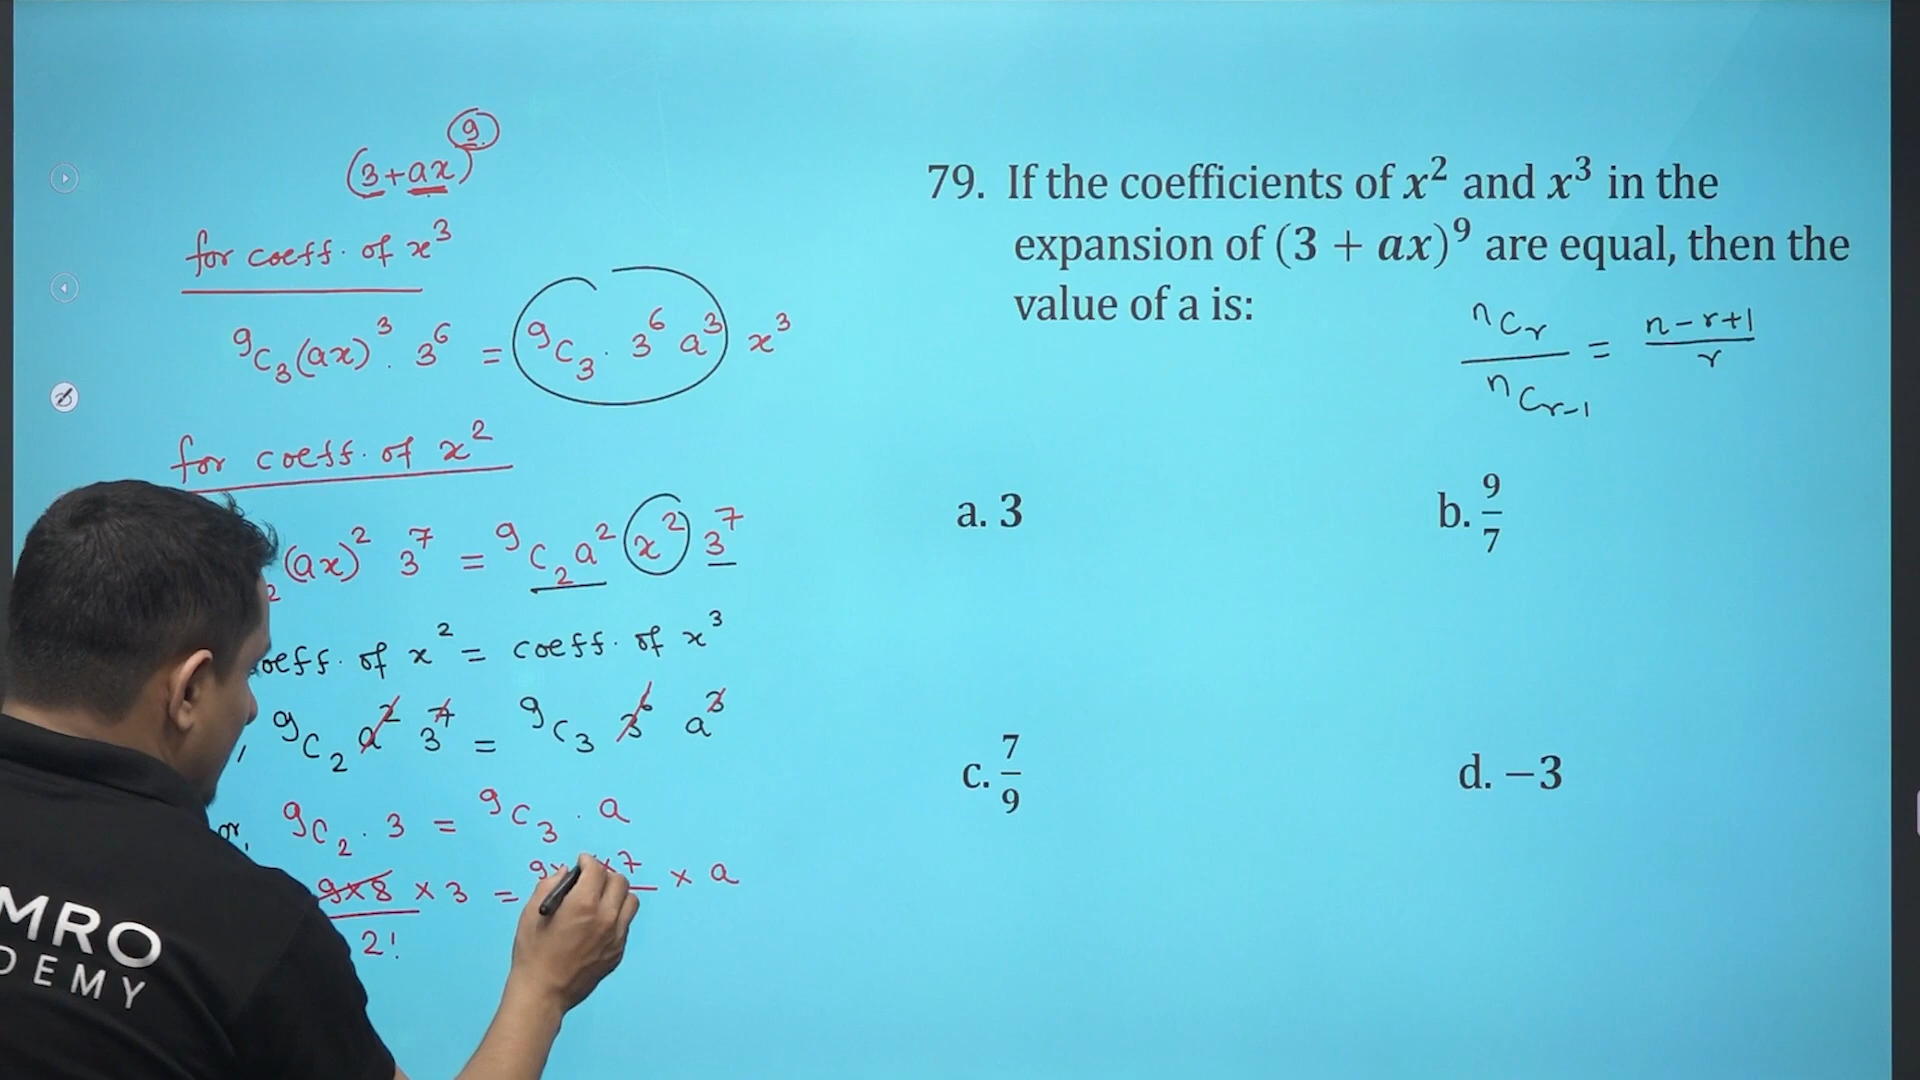 (3+ax)⁹
for coeff. of x³
⁹C₃(ax)³. 3⁶ = ⁹C₃. 3⁶ a³ x³
for coeff. of x²
₂(ax)² 3⁷ = ⁹C₂a² x² 3⁷
coeff. of x² = coeff. of x³
, ⁹C₂ a² 3⁷ = ⁹C₃ 3⁶ a³
or, ⁹C₂ . 3 = ⁹C₃ . a
9×8/2! × 3 = × a
79. If the coefficients of x² and x³ in the
expansion of (3 + ax)⁹ are equal, then the
value of a is:
ⁿCᵣ/ⁿCᵣ₋₁ = n-r+1/r
a. 3
b. 9/7
c. 7/9
d. −3
MRO
DEMY